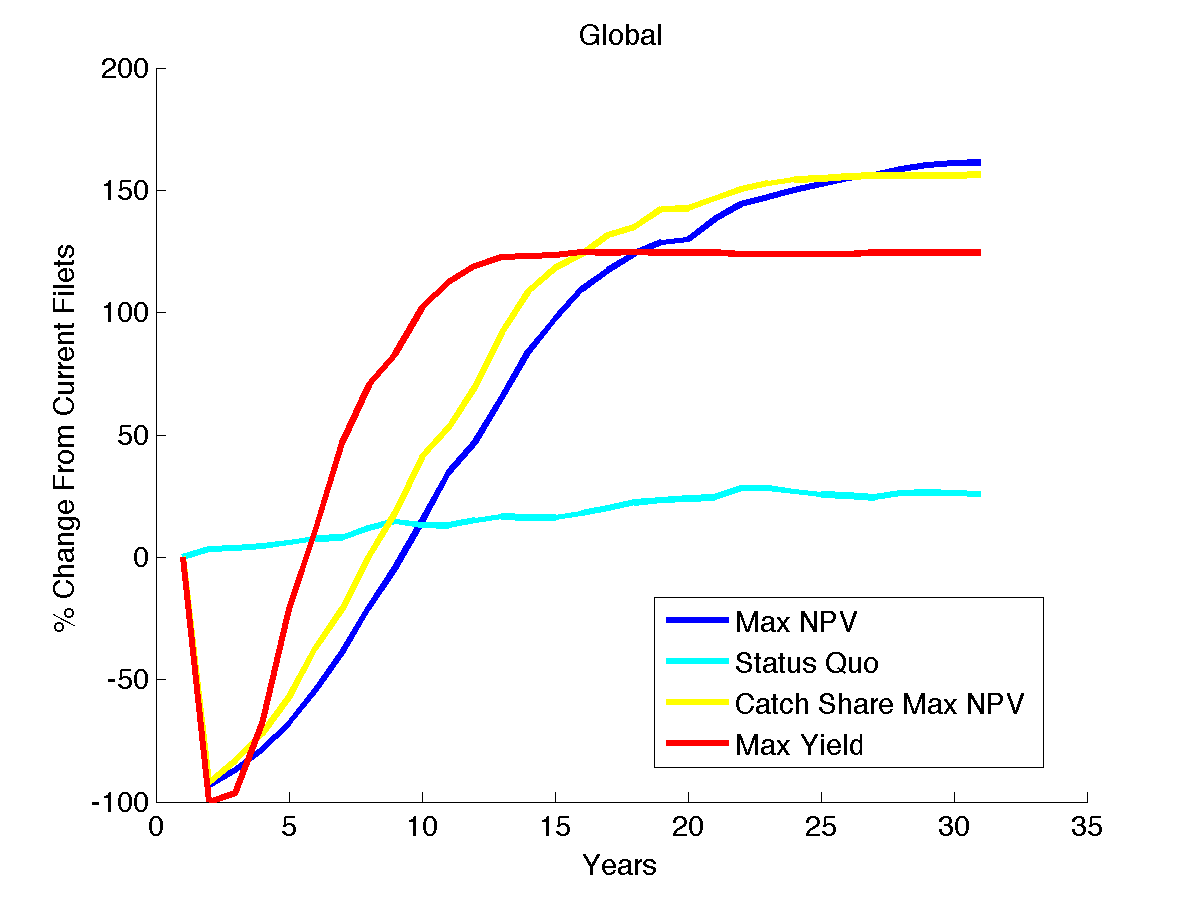 Global
% Change From Current Filets
200
150
100
50
0
-50
-100
0 5 10 15 20 25 30 35
Years
Max NPV
Status Quo
Catch Share Max NPV
Max Yield